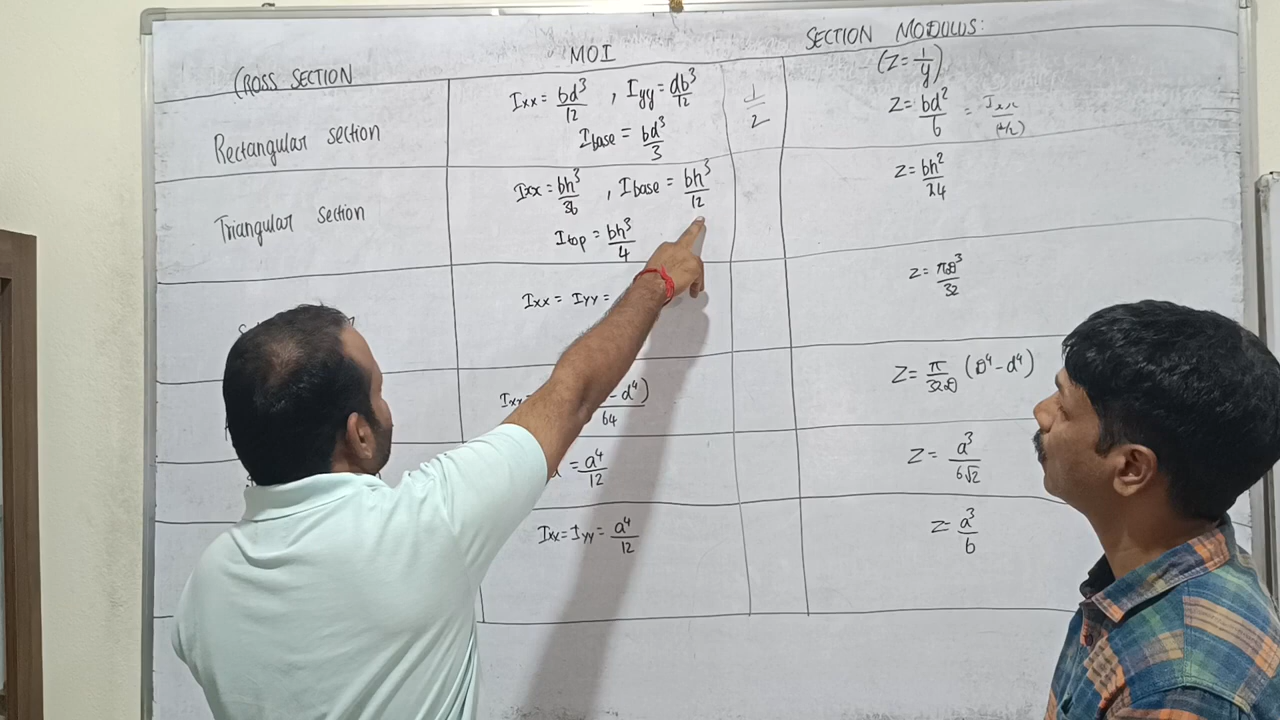 CROSS SECTION
MOI
SECTION MODULUS:
(Z = 1/y)
Rectangular section
Ixx = bd³/12 , Iyy = db³/12
Ibase = bd³/3
1/2
Z = bd²/6 = Ixx
Triangular section
Ixx = bh³/36 , Ibase = bh³/12
Itop = bh³/4
Z = bh²/24
Ixx = Iyy =
Z = πD³/32
Ixx - d⁴)/64
Z = π/32D (D⁴ - d⁴)
= a⁴/12
Z = a³/6√2
Ixx = Iyy = a⁴/12
Z = a³/6